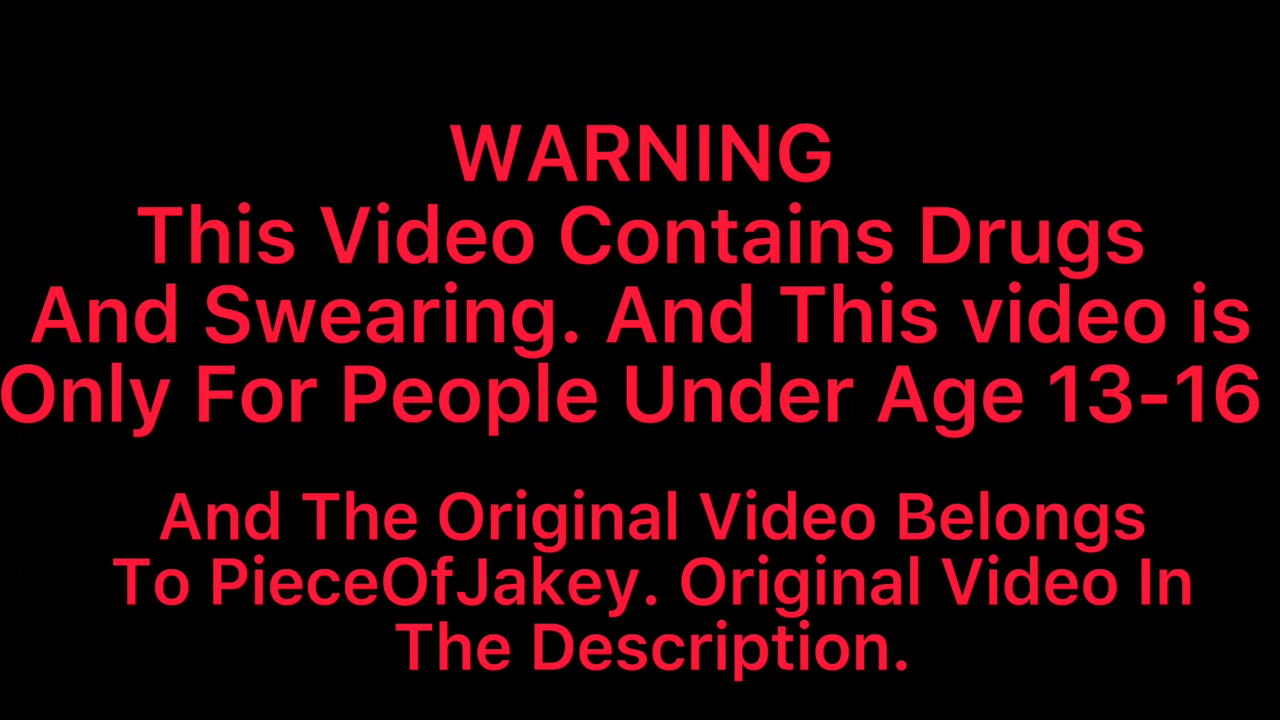 WARNING
This Video Contains Drugs
And Swearing. And This video is
Only For People Under Age 13-16
And The Original Video Belongs
To PieceOfJakey. Original Video In
The Description.